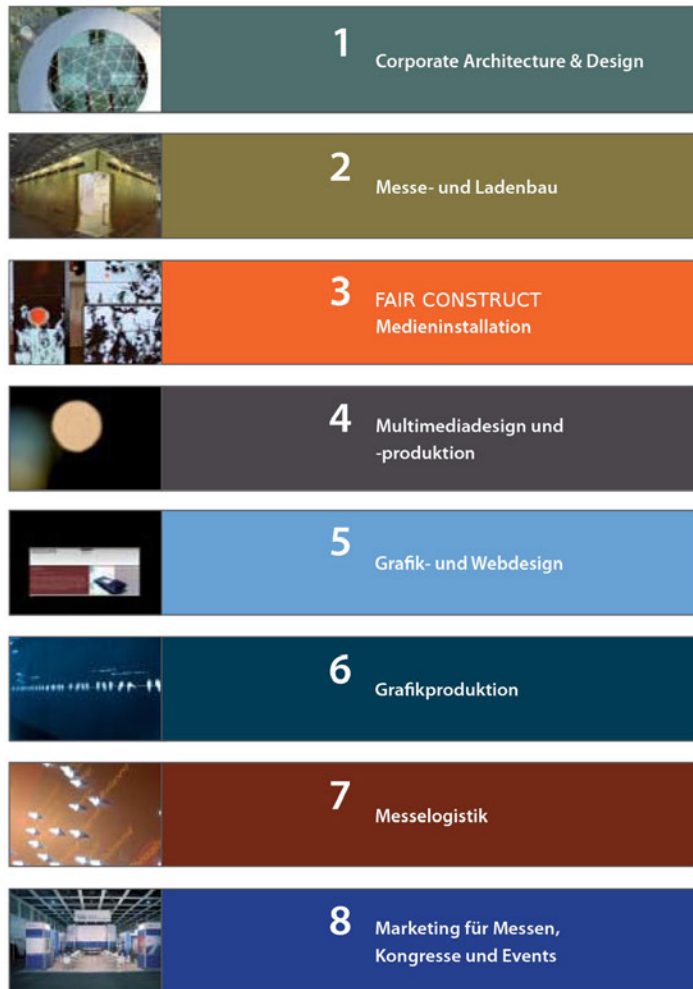 1
Corporate Architecture & Design
2
Messe- und Ladenbau
3
FAIR CONSTRUCT
Medieninstallation
4
Multimediadesign und
-produktion
5
Grafik- und Webdesign
6
Grafikproduktion
7
Messelogistik
8
Marketing für Messen,
Kongresse und Events